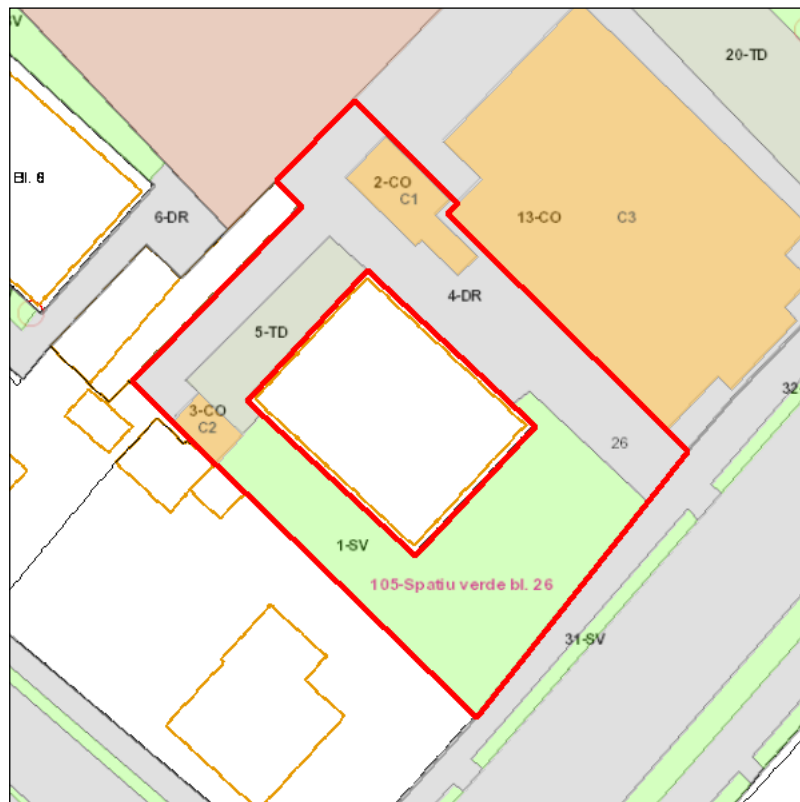 SV
20-TD
Bl. 6
2-CO
C1
6-DR
13-CO
C3
4-DR
5-TD
32
3-CO
C2
26
1-SV
105-Spatiu verde bl. 26
31-SV